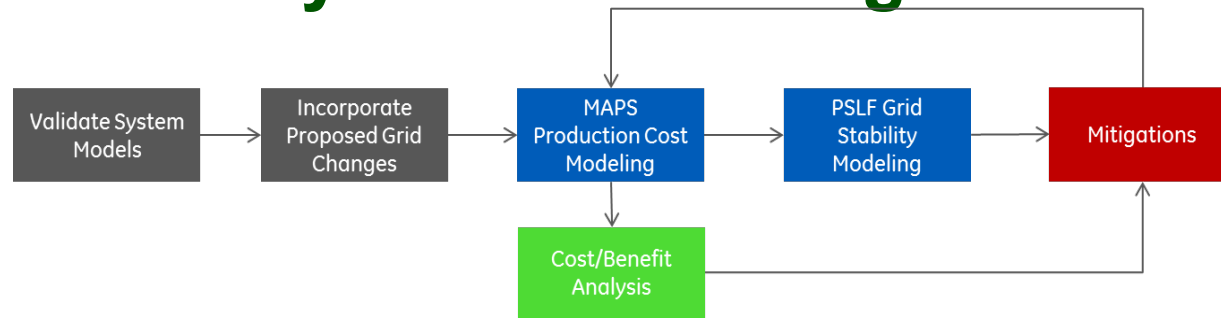 Validate System
Models
Incorporate
Proposed Grid
Changes
MAPS
Production Cost
Modeling
PSLF Grid
Stability
Modeling
Mitigations
Cost/Benefit
Analysis